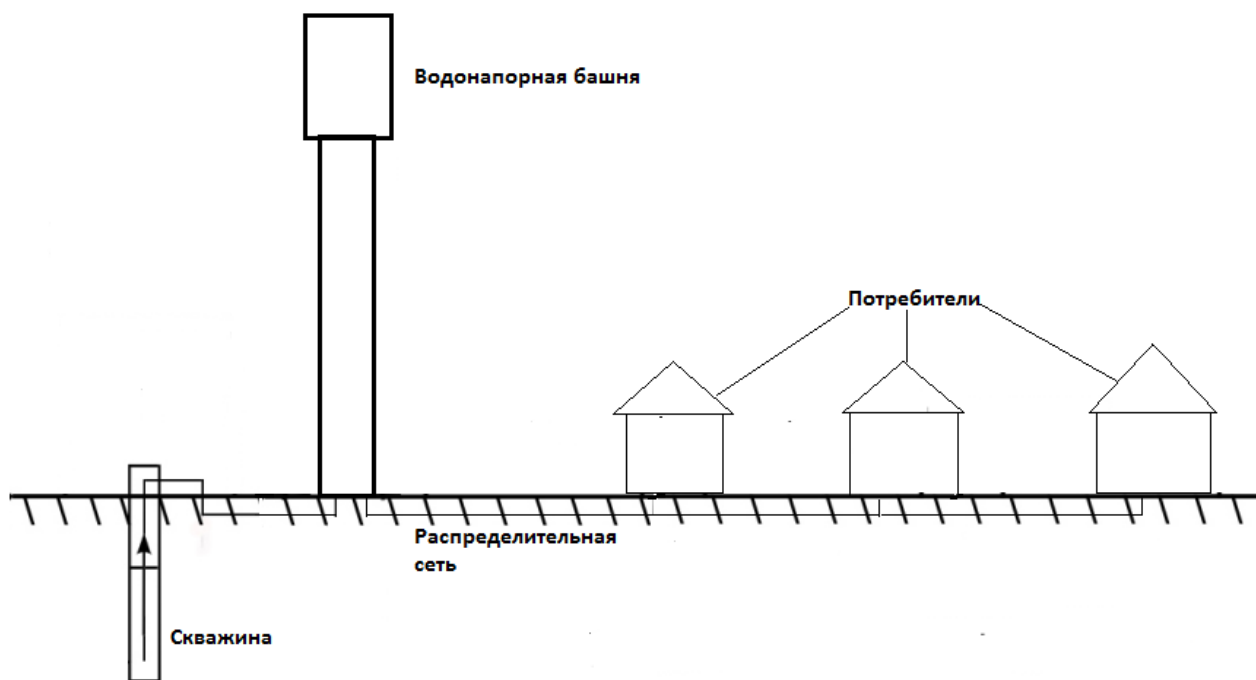 Водонапорная башня
Потребители
Распределительная
сеть
Скважина